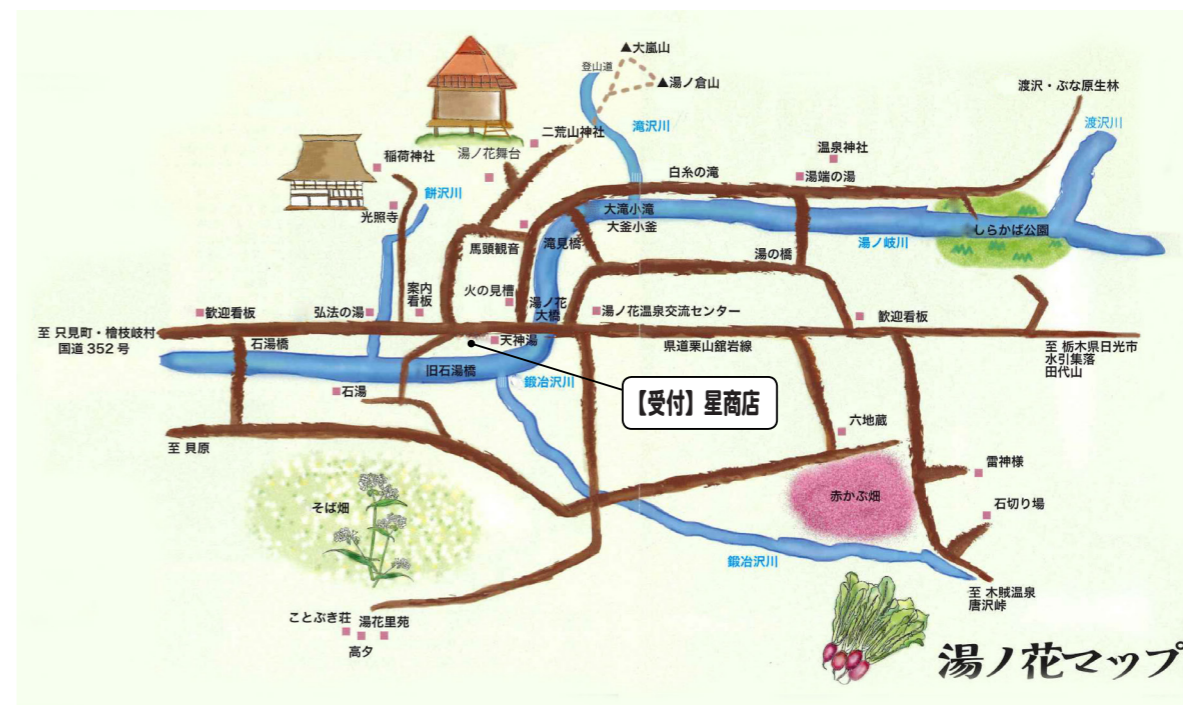 ▲大嵐山
登山道
▲湯ノ倉山
渡沢・ぶな原生林
滝沢川
渡沢川
二荒山神社
湯ノ花舞台
稲荷神社
温泉神社
白糸の滝
湯端の湯
餅沢川
光照寺
大滝小滝
大釜小釜
しらかば公園
馬頭観音
滝見橋
湯ノ岐川
湯の橋
案内
看板
火の見櫓
湯ノ花
大橋
歓迎看板
弘法の湯
湯ノ花温泉交流センター
歓迎看板
至 只見町・檜枝岐村
国道352号
石湯橋
天神湯
県道栗山舘岩線
至 栃木県日光市
水引集落
田代山
旧石湯橋
鍛冶沢川
石湯
【受付】星商店
六地蔵
至 貝原
雷神様
そば畑
赤かぶ畑
石切り場
鍛冶沢川
至 木賊温泉
唐沢峠
ことぶき荘
湯花里苑
高夕
湯ノ花マップ